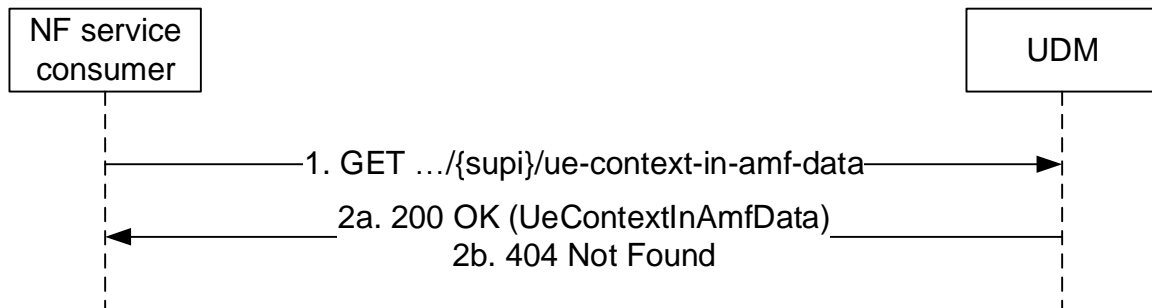 NF service
consumer
UDM
1. GET …/{supi}/ue-context-in-amf-data
2a. 200 OK (UeContextInAmfData)
2b. 404 Not Found